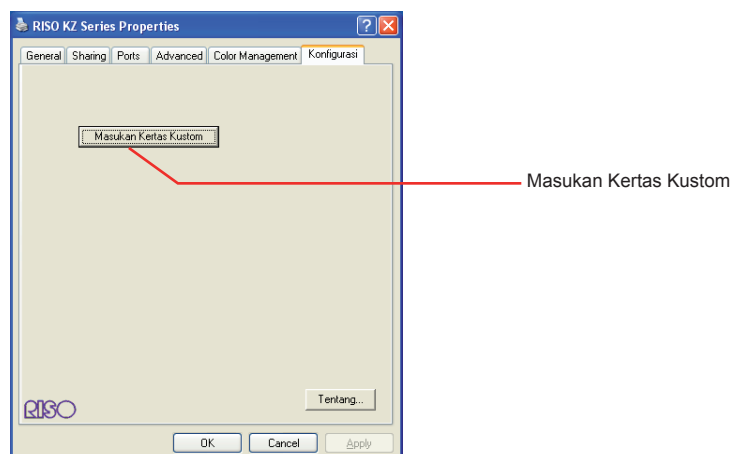 RISO KZ Series Properties
General Sharing Ports Advanced Color Management Konfigurasi
Masukan Kertas Kustom
Masukan Kertas Kustom
Tentang...
RISO
OK Cancel Apply